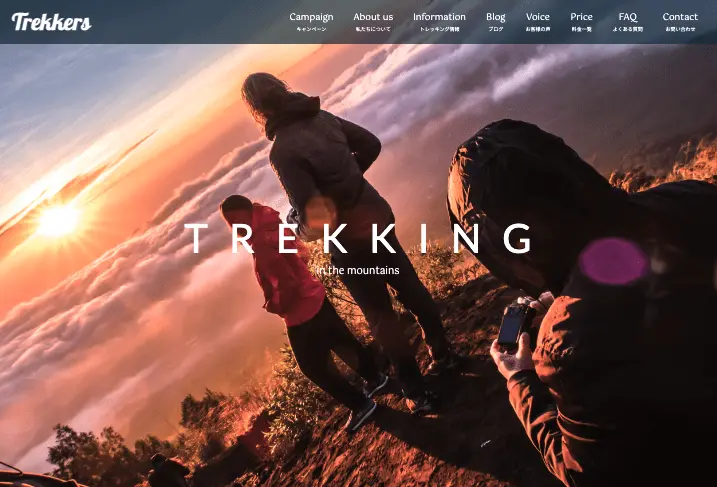 Trekkers
Campaign About us Information Blog Voice Price FAQ Contact
キャンペーン 私たちについて トレッキング情報 ブログ お客様の声 料金一覧 よくある質問 お問い合わせ
TREKKING
in the mountains